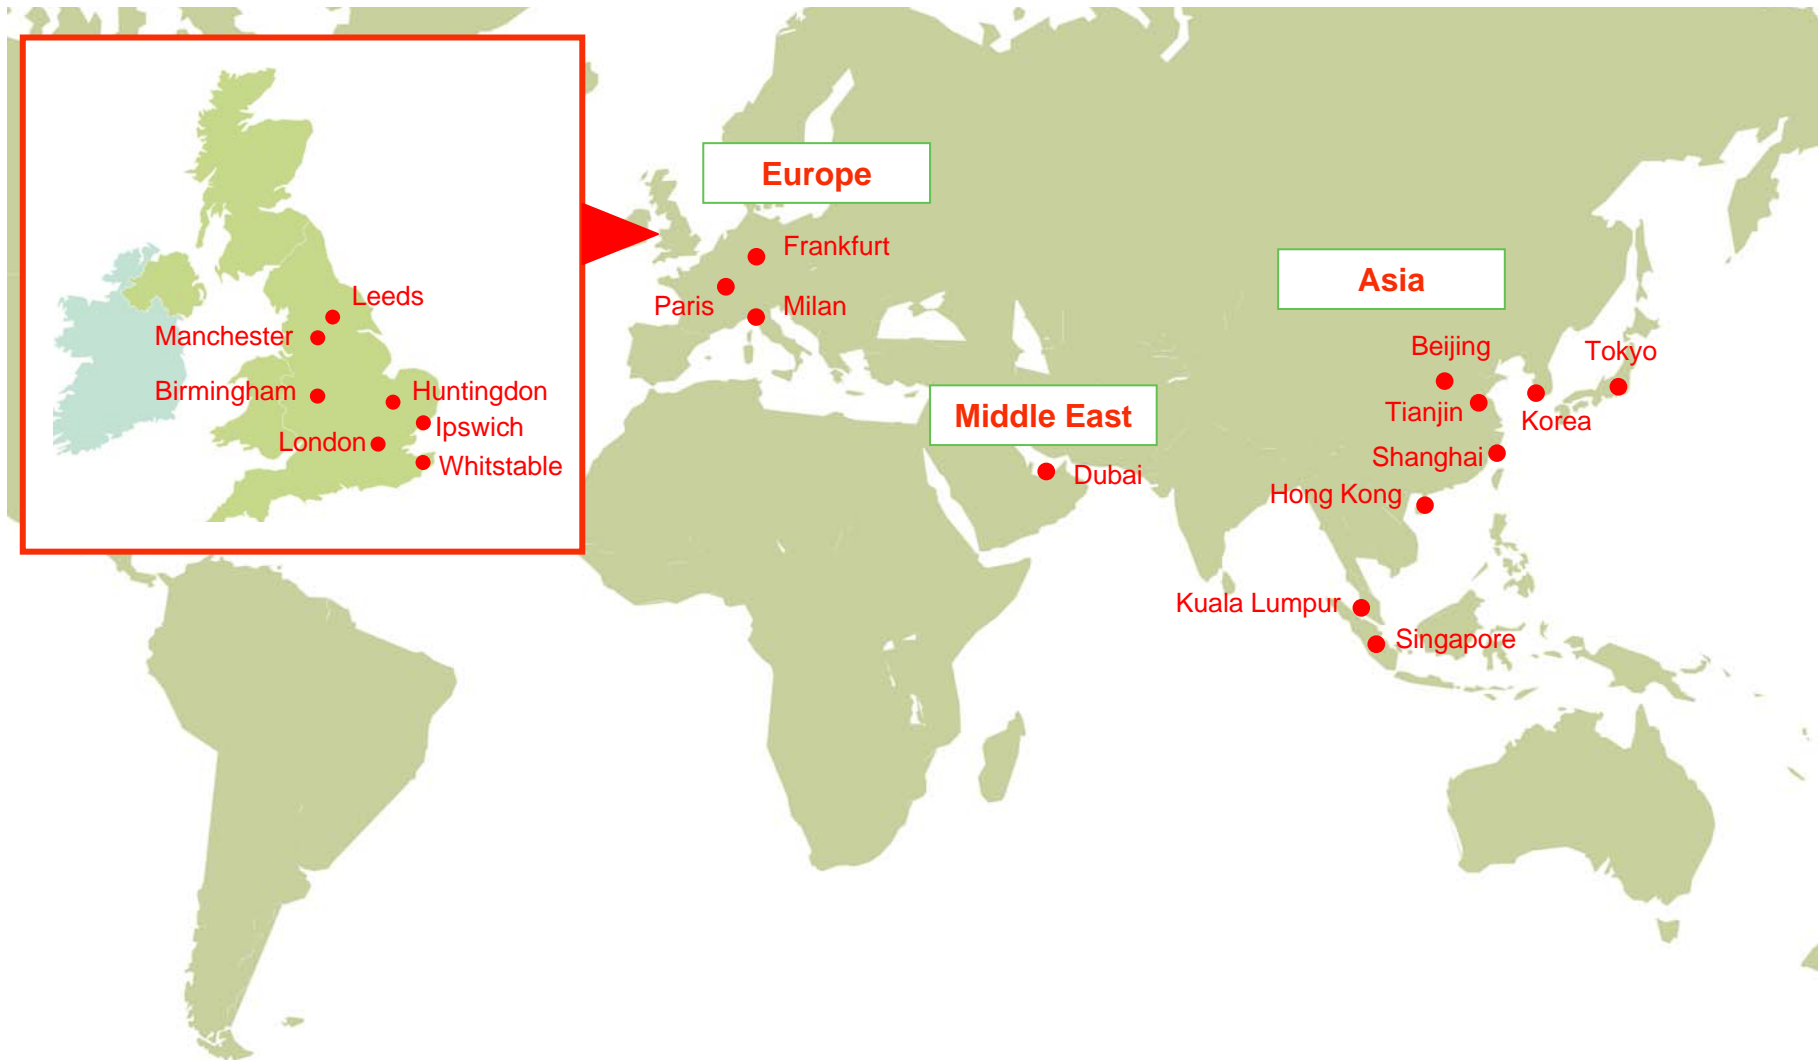 Europe
Frankfurt
Paris
Milan
Leeds
Manchester
Birmingham
Huntingdon
Ipswich
London
Whitstable
Middle East
Dubai
Asia
Beijing
Tokyo
Tianjin
Korea
Shanghai
Hong Kong
Kuala Lumpur
Singapore